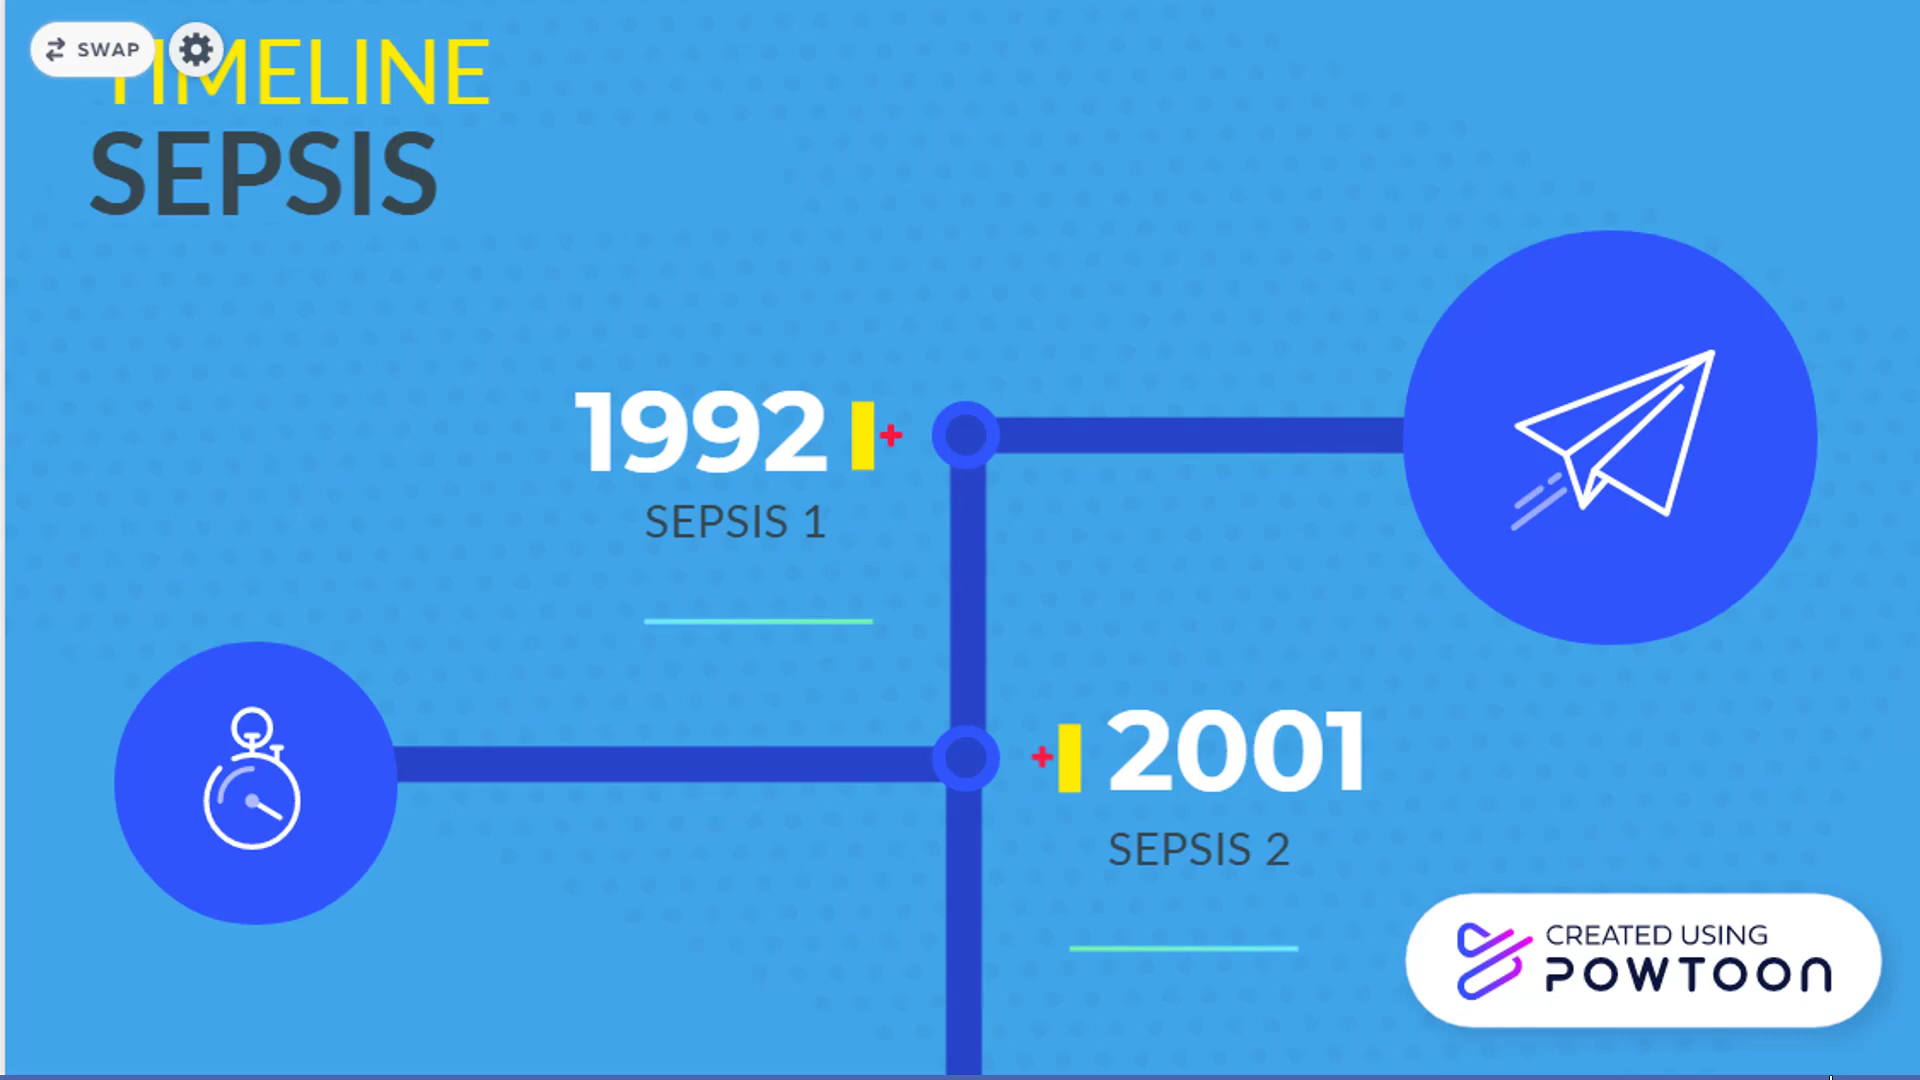 SWAP
TIMELINE
SEPSIS
1992
SEPSIS 1
2001
SEPSIS 2
CREATED USING
POWTOON